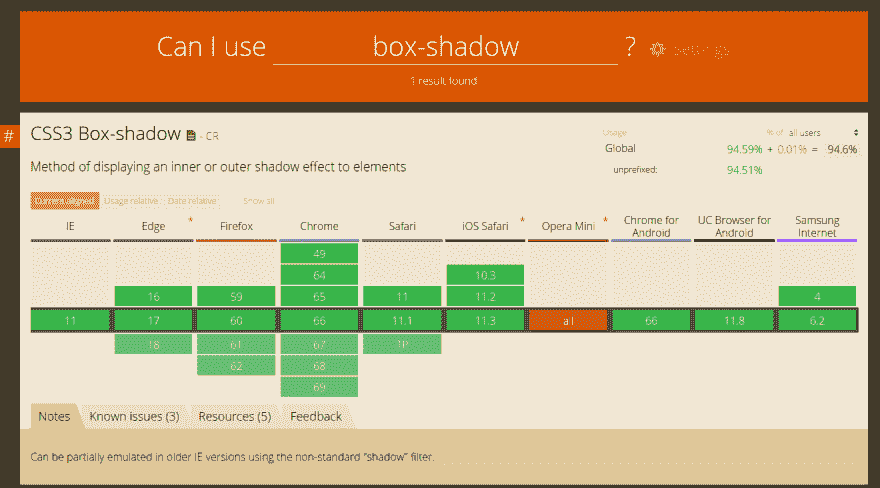 Can I use box-shadow ? Settings
1 result found
#
CSS3 Box-shadow - CR
Method of displaying an inner or outer shadow effect to elements
Usage % of all users
Global 94.59% + 0.01% = 94.6%
unprefixed: 94.51%
Current aligned Usage relative Date relative Show all
IE Edge * Firefox Chrome Safari iOS Safari * Opera Mini * Chrome for Android UC Browser for Android Samsung Internet
49
64 10.3
16 59 65 11 11.2 4
11 17 60 66 11.1 11.3 all 66 11.8 6.2
18 61 67 TP
62 68
69
Notes Known issues (3) Resources (5) Feedback
Can be partially emulated in older IE versions using the non-standard "shadow" filter.